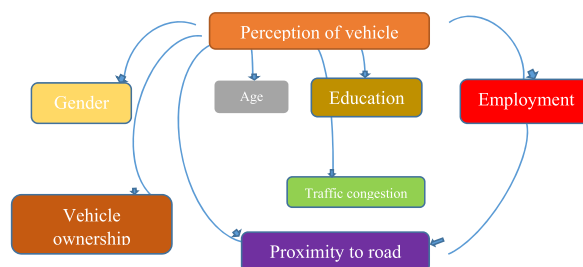 Perception of vehicle
Gender
Age
Education
Employment
Traffic congestion
Vehicle
ownership
Proximity to road